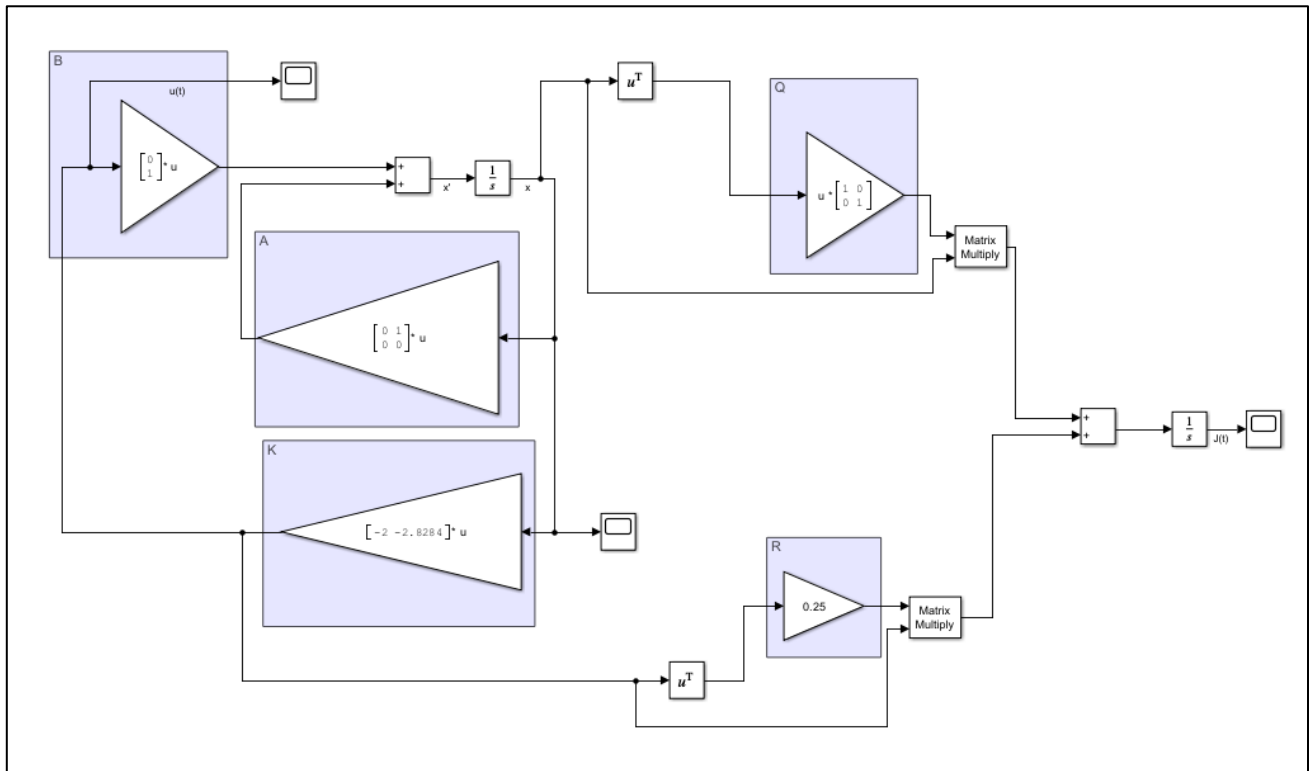 B
u(t)
[0
1]* u
+
+
x'
1
s
x
u^T
Q
u *[1 0
0 1]
Matrix
Multiply
A
[0 1
0 0]* u
K
[-2 -2.8284]* u
+
+
1
s
J(t)
R
0.25
Matrix
Multiply
u^T